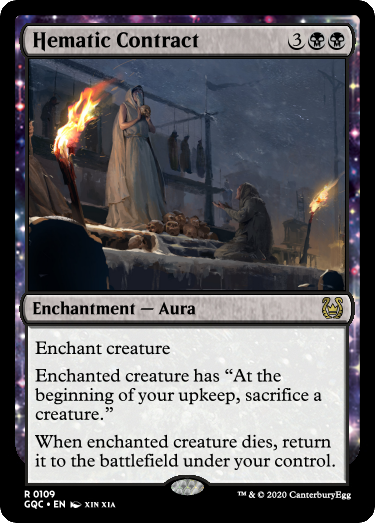 Hematic Contract 3
Enchantment — Aura
Enchant creature
Enchanted creature has “At the
beginning of your upkeep, sacrifice a
creature.”
When enchanted creature dies, return
it to the battlefield under your control.
R 0109
GQC • EN XIN XIA
™ & © 2020 CanterburyEgg